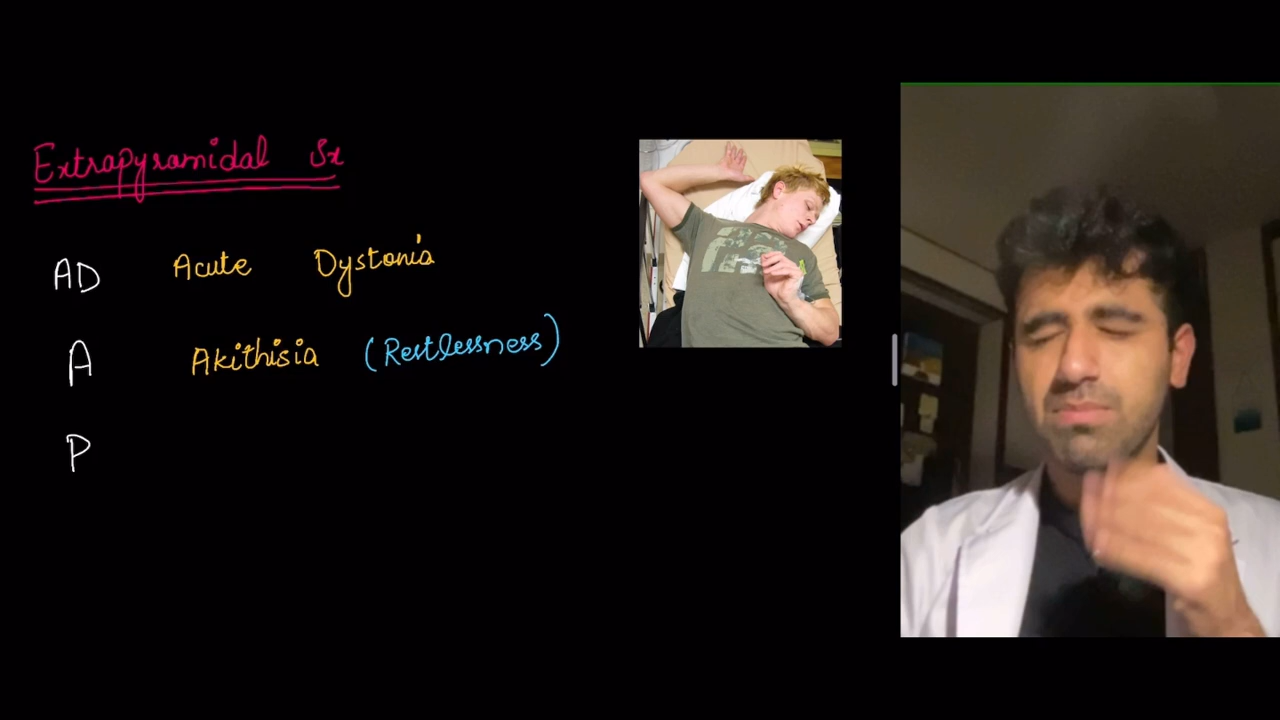 Extrapyramidal Sx
AD Acute Dystonia
A Akithisia (Restlessness)
P